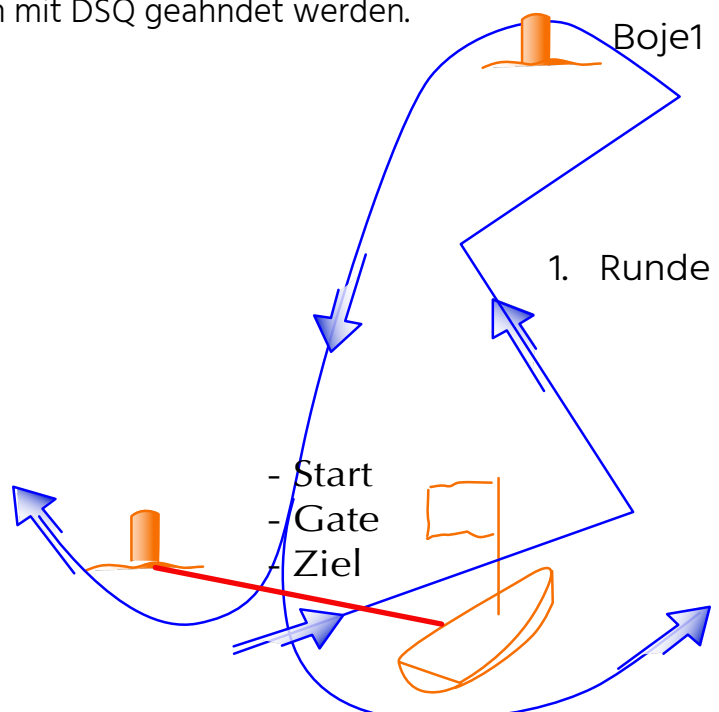 mit DSQ geahndet werden.
Boje1
1. Runde
- Start
- Gate
- Ziel